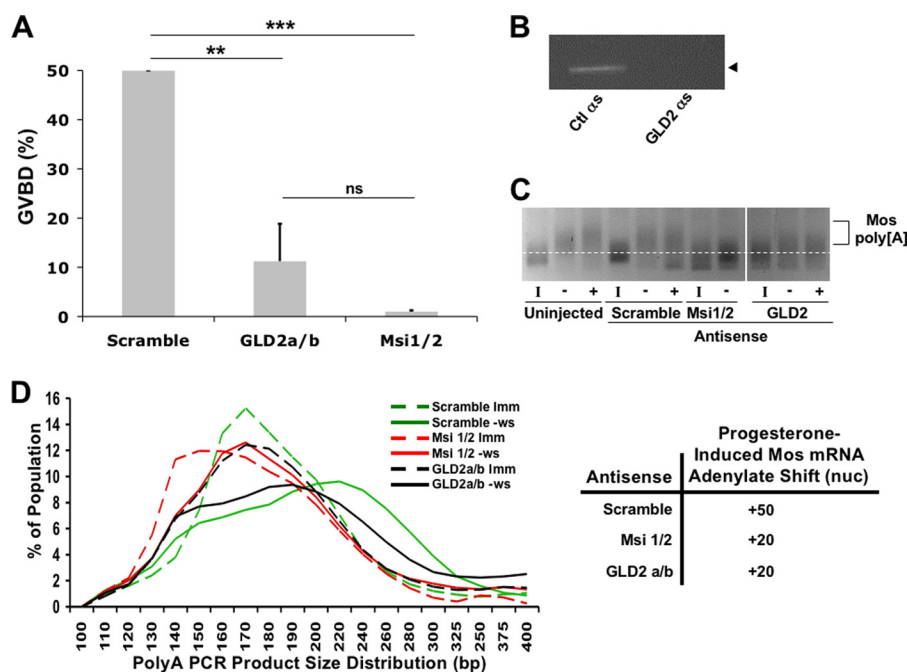 A
***
**
ns
GVBD (%)
50
40
30
20
10
0
Scramble
GLD2a/b
Msi1/2
B
Ctl αs
GLD2 αs
C
Mos
poly[A]
I - + I - + I - I - +
Uninjected Scramble Msi1/2 GLD2
Antisense
D
% of Population
16
14
12
10
8
6
4
2
0
Scramble Imm
Scramble -ws
Msi 1/2 Imm
Msi 1/2 -ws
GLD2a/b Imm
GLD2a/b -ws
100 110 120 130 140 150 160 170 180 190 200 220 240 260 280 300 325 250 375 400
PolyA PCR Product Size Distribution (bp)
Progesterone-
Induced Mos mRNA
Antisense Adenylate Shift (nuc)
Scramble +50
Msi 1/2 +20
GLD2 a/b +20